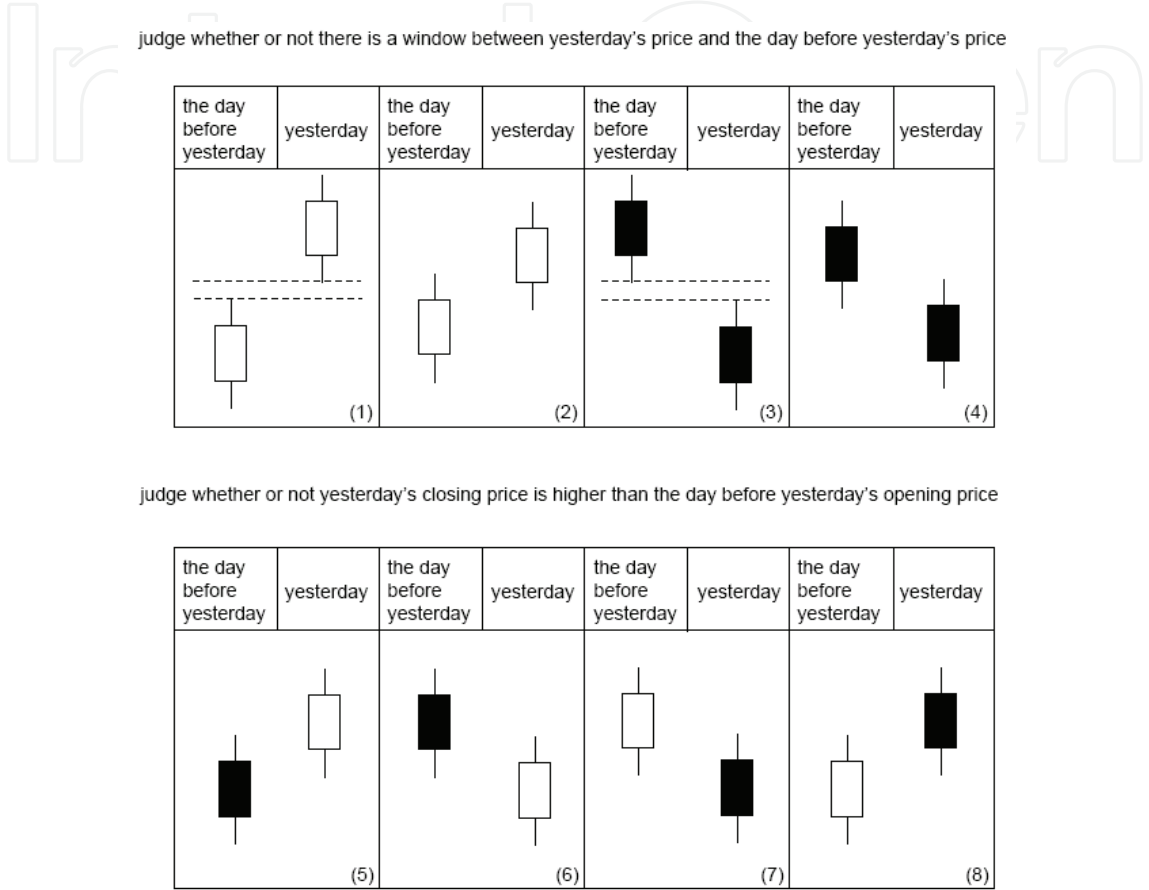 judge whether or not there is a window between yesterday's price and the day before yesterday's price
the day before yesterday
yesterday
the day before yesterday
yesterday
the day before yesterday
yesterday
the day before yesterday
yesterday
(1)
(2)
(3)
(4)
judge whether or not yesterday's closing price is higher than the day before yesterday's opening price
the day before yesterday
yesterday
the day before yesterday
yesterday
the day before yesterday
yesterday
the day before yesterday
yesterday
(5)
(6)
(7)
(8)